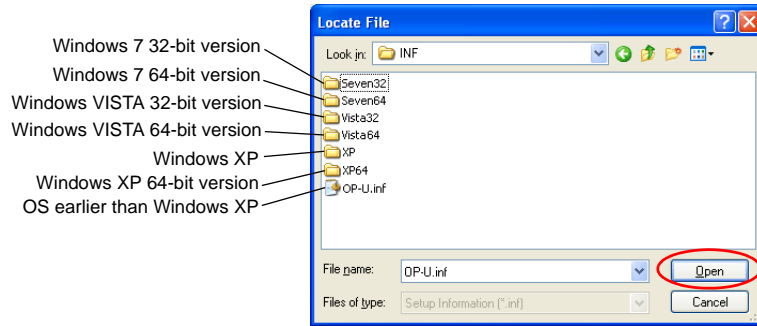 Locate File
Look in: INF
Windows 7 32-bit version
Windows 7 64-bit version
Windows VISTA 32-bit version
Windows VISTA 64-bit version
Windows XP
Windows XP 64-bit version
OS earlier than Windows XP
Seven32
Seven64
Vista32
Vista64
XP
XP64
OP-U.inf
File name: OP-U.inf Open
Files of type: Setup Information (*.inf) Cancel